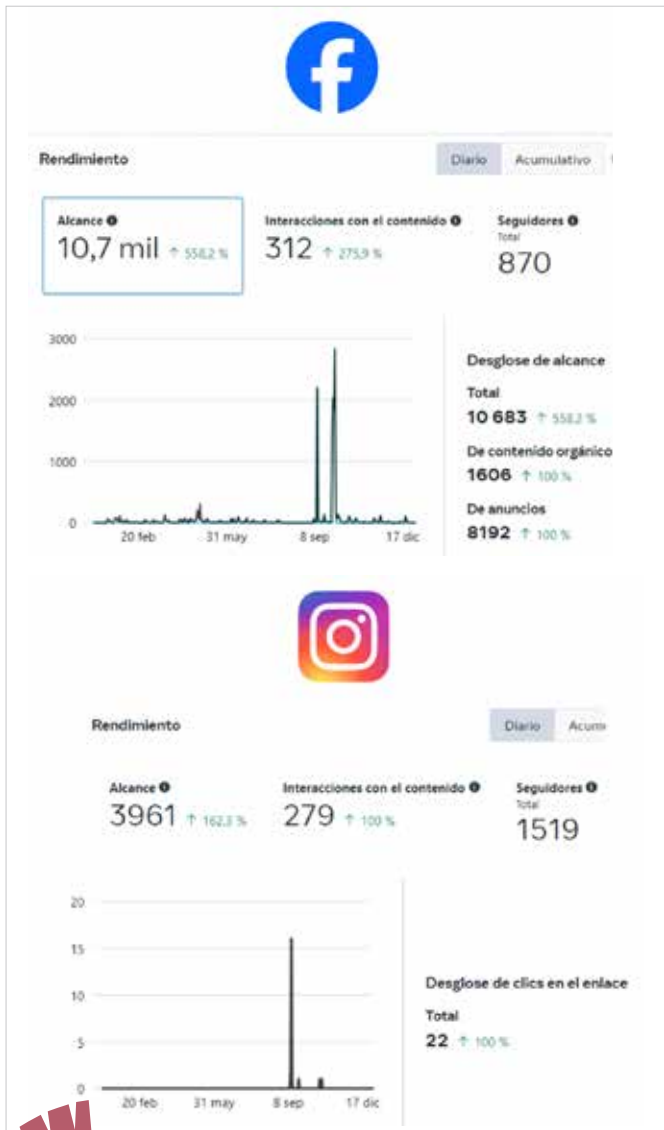 Rendimiento
Diario Acumulativo
Alcance
10,7 mil ↑ 558,2 %
Interacciones con el contenido
312 ↑ 275,9 %
Seguidores
Total
870
3000
2000
1000
0
20 feb 31 may 8 sep 17 dic
Desglose de alcance
Total
10 683 ↑ 558,2 %
De contenido orgánico
1606 ↑ 100 %
De anuncios
8192 ↑ 100 %
Rendimiento
Diario Acum
Alcance
3961 ↑ 162,3 %
Interacciones con el contenido
279 ↑ 100 %
Seguidores
Total
1519
20
15
10
5
0
20 feb 31 may 8 sep 17 dic
Desglose de clics en el enlace
Total
22 ↑ 100 %